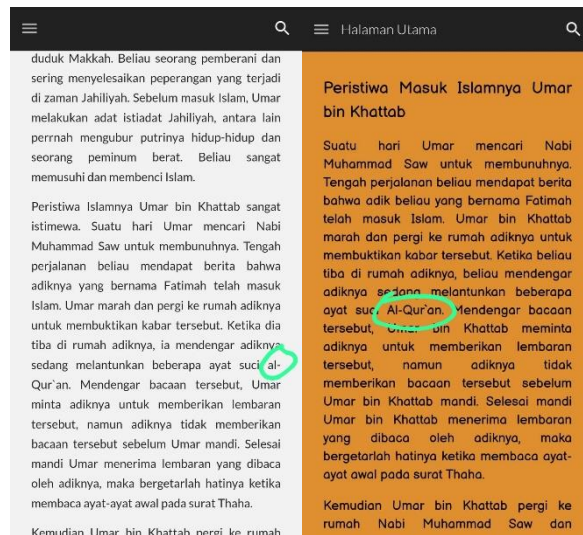 duduk Makkah. Beliau seorang pemberani dan
sering menyelesaikan peperangan yang terjadi
di zaman Jahiliyah. Sebelum masuk Islam, Umar
melakukan adat istiadat Jahiliyah, antara lain
perrnah mengubur putrinya hidup-hidup dan
seorang peminum berat. Beliau sangat
memusuhi dan membenci Islam.
Peristiwa Islamnya Umar bin Khattab sangat
istimewa. Suatu hari Umar mencari Nabi
Muhammad Saw untuk membunuhnya. Tengah
perjalanan beliau mendapat berita bahwa
adiknya yang bernama Fatimah telah masuk
Islam. Umar marah dan pergi ke rumah adiknya
untuk membuktikan kabar tersebut. Ketika dia
tiba di rumah adiknya, ia mendengar adiknya
sedang melantunkan beberapa ayat suci al-
Qur`an. Mendengar bacaan tersebut, Umar
minta adiknya untuk memberikan lembaran
tersebut, namun adiknya tidak memberikan
bacaan tersebut sebelum Umar mandi. Selesai
mandi Umar menerima lembaran yang dibaca
oleh adiknya, maka bergetarlah hatinya ketika
membaca ayat-ayat awal pada surat Thaha.
Kemudian Umar bin Khattab pergi ke rumah
Halaman Utama
Peristiwa Masuk Islamnya Umar
bin Khattab
Suatu hari Umar mencari Nabi
Muhammad Saw untuk membunuhnya.
Tengah perjalanan beliau mendapat berita
bahwa adik beliau yang bernama Fatimah
telah masuk Islam. Umar bin Khattab
marah dan pergi ke rumah adiknya untuk
membuktikan kabar tersebut. Ketika beliau
tiba di rumah adiknya, beliau mendengar
adiknya sedang melantunkan beberapa
ayat suci Al-Qur`an. Mendengar bacaan
tersebut, Umar bin Khattab meminta
adiknya untuk memberikan lembaran
tersebut, namun adiknya tidak
memberikan bacaan tersebut sebelum
Umar bin Khattab mandi. Selesai mandi
Umar bin Khattab menerima lembaran
yang dibaca oleh adiknya, maka
bergetarlah hatinya ketika membaca ayat-
ayat awal pada surat Thaha.
Kemudian Umar bin Khattab pergi ke
rumah Nabi Muhammad Saw dan